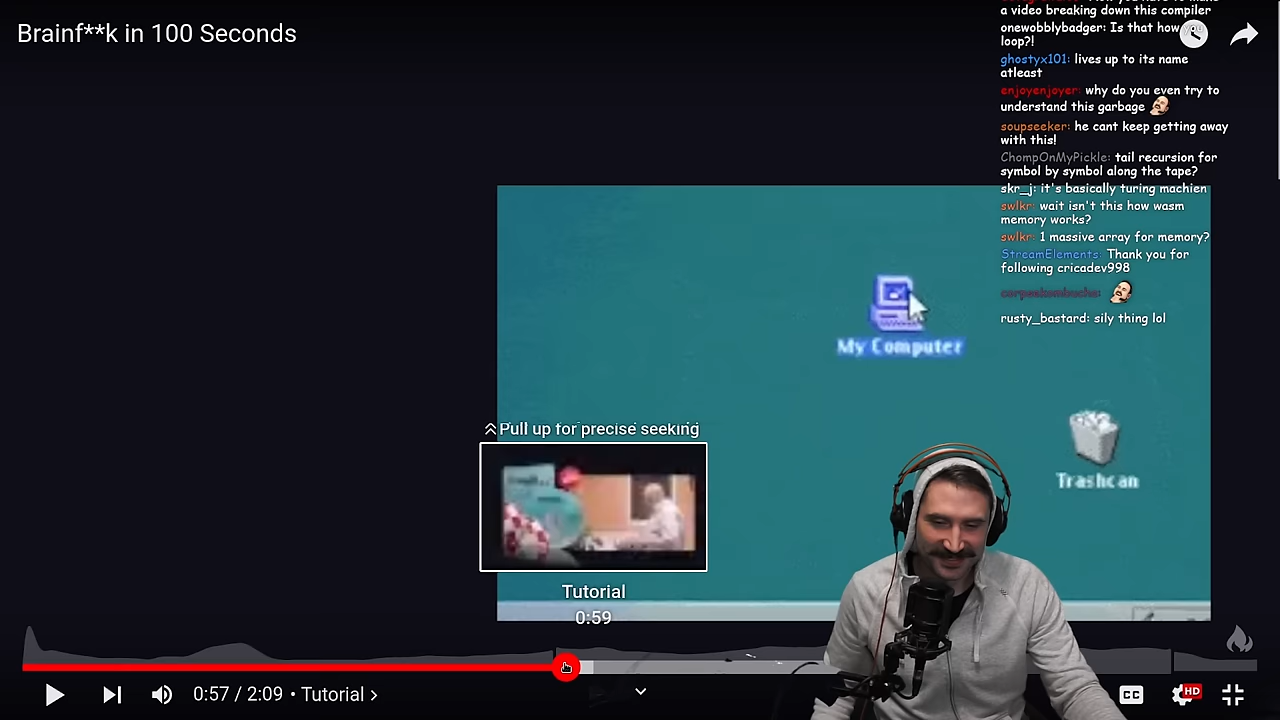 Brainf**k in 100 Seconds
a video breaking down this compiler
onewobblybadger: Is that how you
loop?!
ghostyx101: lives up to its name
atleast
enjoyenjoyer: why do you even try to
understand this garbage
soupseeker: he cant keep getting away
with this!
ChompOnMyPickle: tail recursion for
symbol by symbol along the tape?
skr_j: it's basically turing machien
swlkr: wait isn't this how wasm
memory works?
swlkr: 1 massive array for memory?
StreamElements: Thank you for
following cricadev998
rusty_bastard: sily thing lol
My Computer
Trashcan
Pull up for precise seeking
Tutorial
0:59
0:57 / 2:09 • Tutorial >
CC
HD